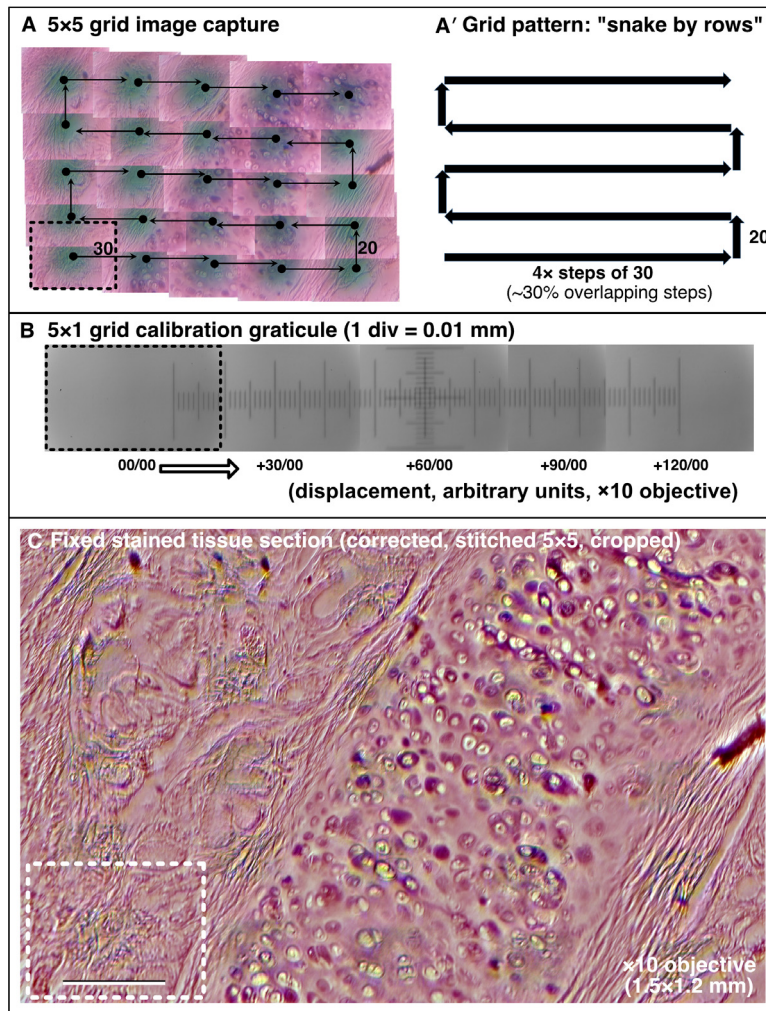 A 5×5 grid image capture
30
20
A′ Grid pattern: "snake by rows"
20
4× steps of 30
(~30% overlapping steps)
B 5×1 grid calibration graticule (1 div = 0.01 mm)
00/00
+30/00
+60/00
+90/00
+120/00
(displacement, arbitrary units, ×10 objective)
C Fixed stained tissue section (corrected, stitched 5×5, cropped)
×10 objective
(1.5×1.2 mm)